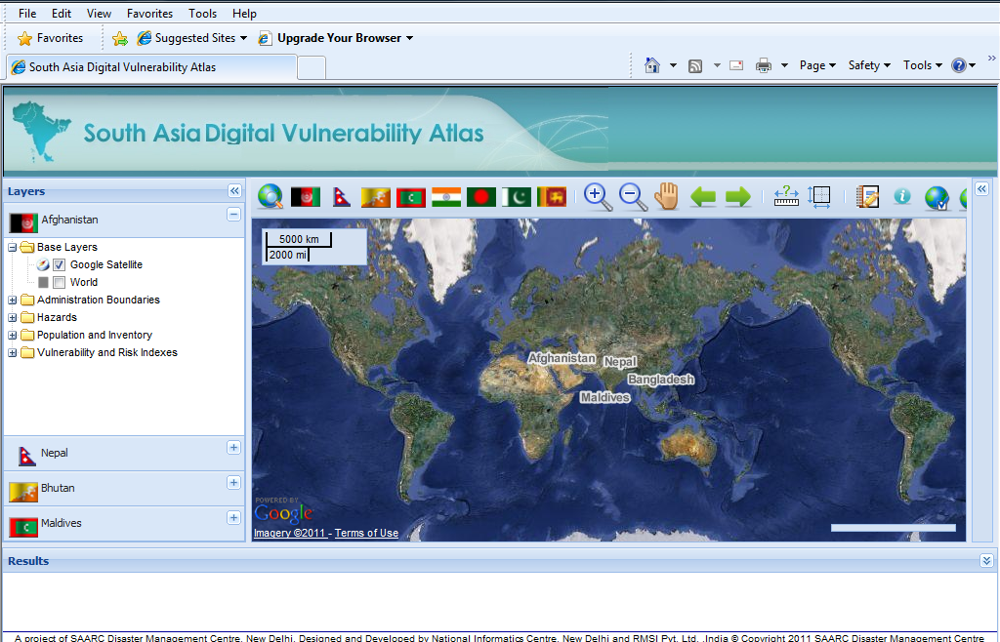 File Edit View Favorites Tools Help
Favorites Suggested Sites Upgrade Your Browser
South Asia Digital Vulnerability Atlas
Page Safety Tools
South Asia Digital Vulnerability Atlas
Layers
Afghanistan
Base Layers
Google Satellite
World
Administration Boundaries
Hazards
Population and Inventory
Vulnerability and Risk Indexes
Nepal
Bhutan
Maldives
5000 km
2000 mi
Afghanistan Nepal
Bangladesh
Maldives
POWERED BY
Google
Imagery ©2011 - Terms of Use
Results
A project of SAARC Disaster Management Centre, New Delhi. Designed and Developed by National Informatics Centre, New Delhi and RMSI Pvt. Ltd. ,India © Copyright 2011 SAARC Disaster Management Centre